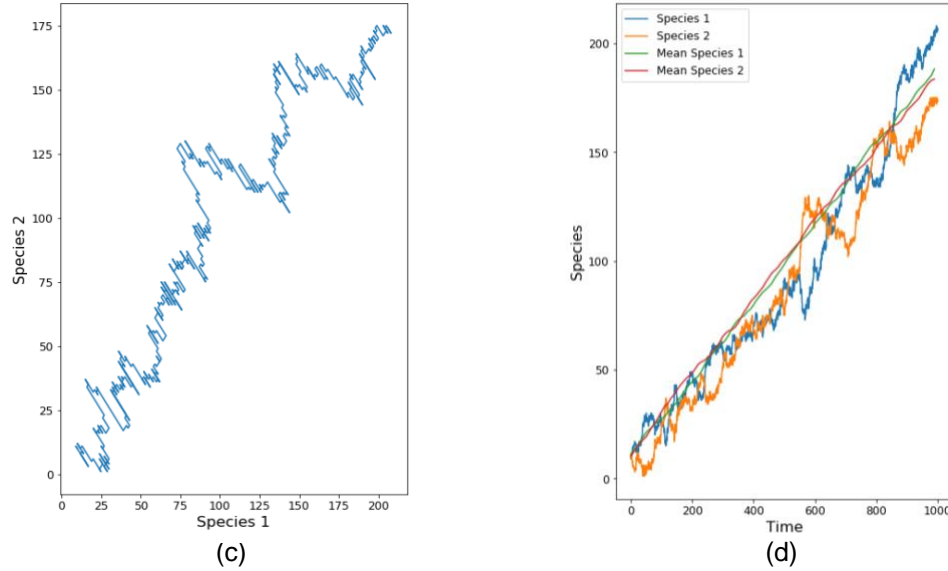 175
150
125
100
75
50
25
0
Species 2
0 25 50 75 100 125 150 175 200
Species 1
(c)
Species 1
Species 2
Mean Species 1
Mean Species 2
200
150
100
50
0
Species
0 200 400 600 800 1000
Time
(d)